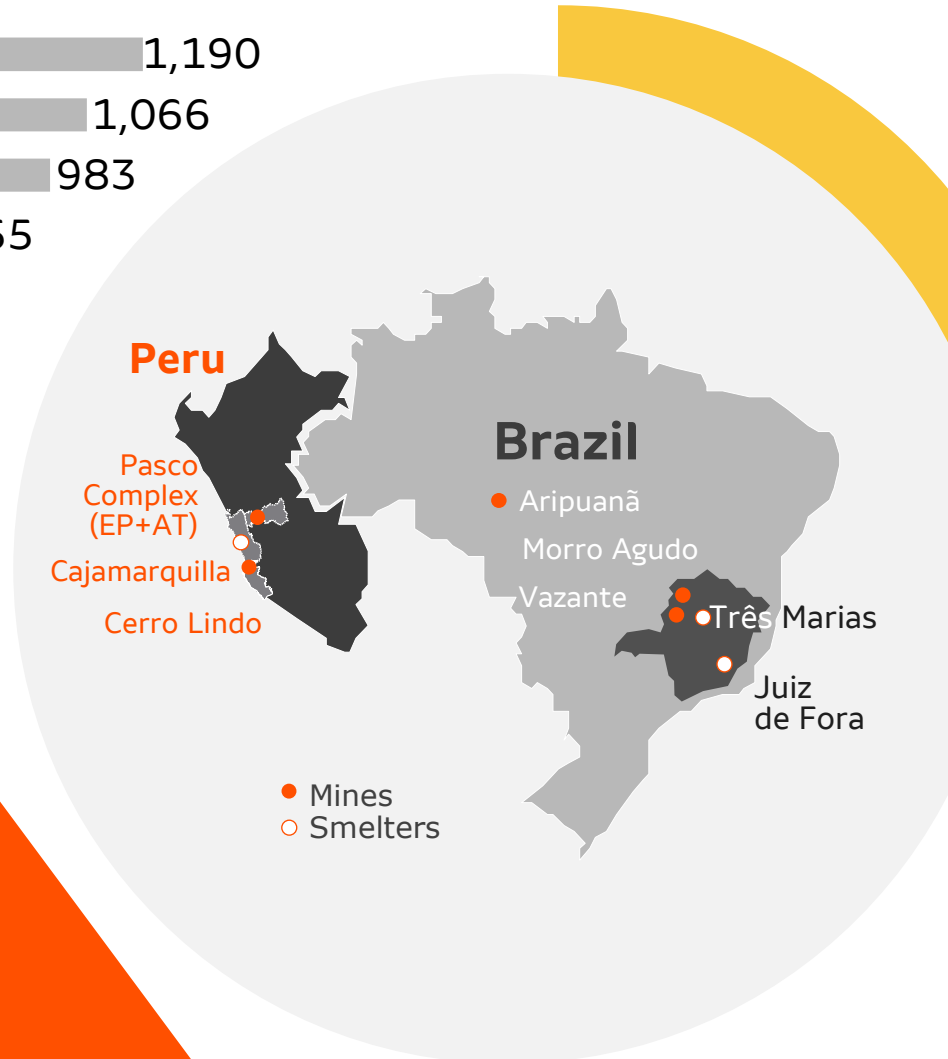 1,190
1,066
983
Peru
Pasco
Complex
(EP+AT)
Cajamarquilla
Cerro Lindo
Brazil
Aripuanã
Morro Agudo
Vazante
Três Marias
Juiz
de Fora
Mines
Smelters